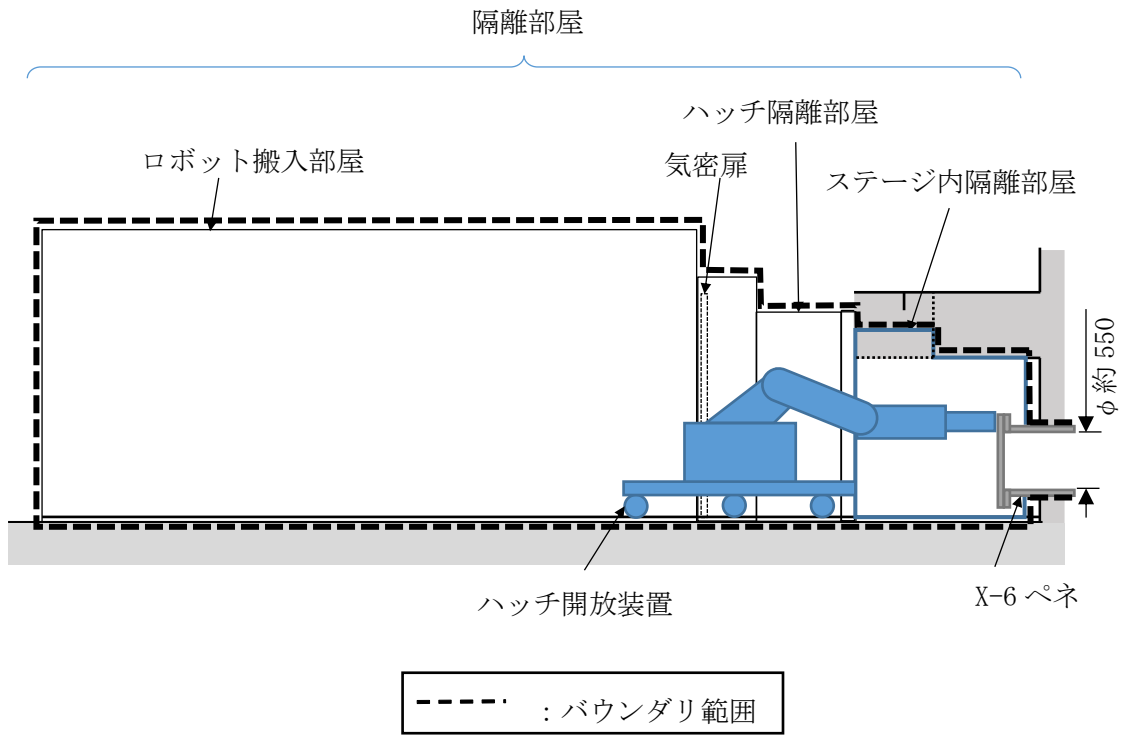 隔離部屋
ハッチ隔離部屋
ロボット搬入部屋
気密扉
ステージ内隔離部屋
φ約550
ハッチ開放装置
X-6 ペネ
：バウンダリ範囲